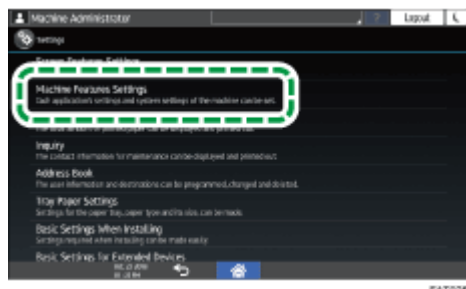 Machine Administrator
? Logout
Settings
Screen Features Settings
Machine Features Settings
Each application's settings and system settings of the machine can be set.
Inquiry
The contact information for maintenance can be displayed and printed out.
Address Book
The user information and destinations can be programmed, changed and deleted.
Tray Paper Settings
Settings for the paper tray, paper type and its size, can be made.
Basic Settings When Installing
Settings required when installing can be made easily
Basic Settings for Extended Devices